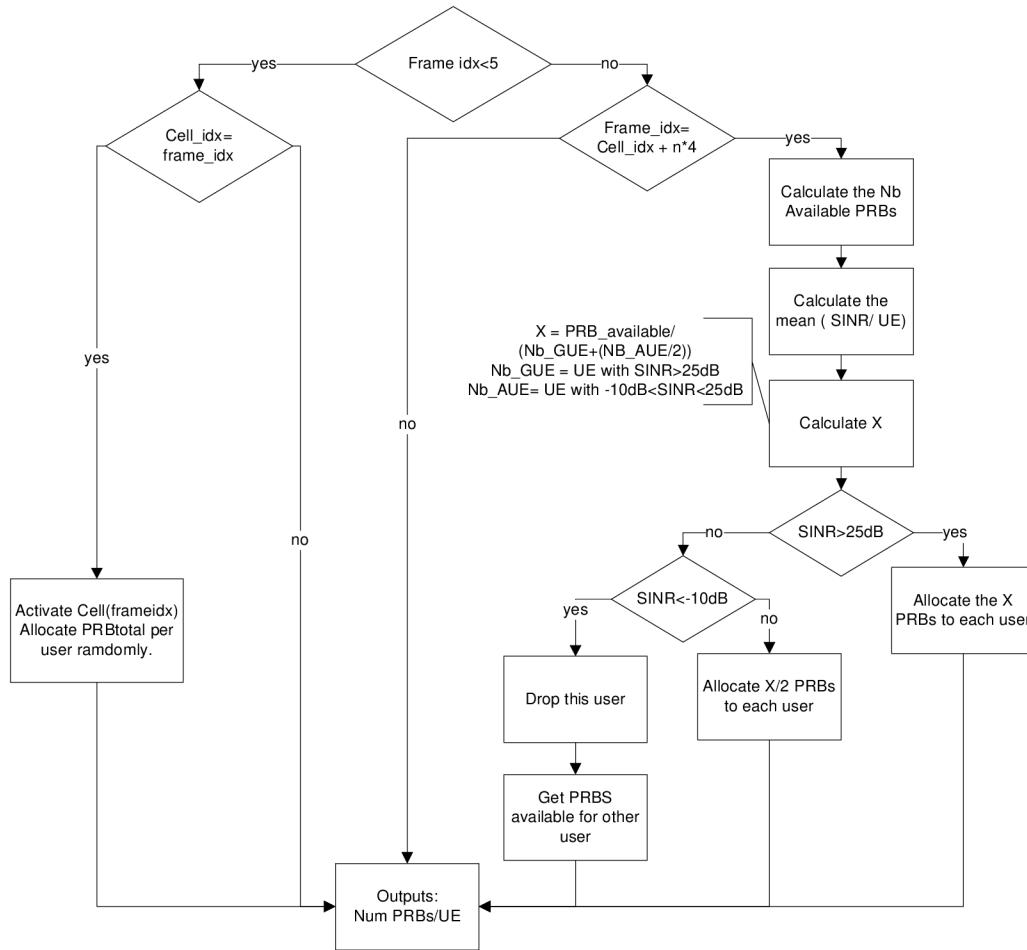 Frame idx<5
yes
no
Cell_idx=
frame_idx
Frame_idx=
Cell_idx + n*4
yes
Calculate the Nb
Available PRBs
Calculate the
mean ( SINR/ UE)
X = PRB_available/
(Nb_GUE+(NB_AUE/2))
Nb_GUE = UE with SINR>25dB
Nb_AUE= UE with -10dB<SINR<25dB
Calculate X
yes
no
no
SINR>25dB
no
yes
SINR<-10dB
yes
no
Activate Cell(frameidx)
Allocate PRBtotal per
user ramdomly.
Allocate the X
PRBs to each user
Drop this user
Allocate X/2 PRBs
to each user
Get PRBS
available for other
user
Outputs:
Num PRBs/UE